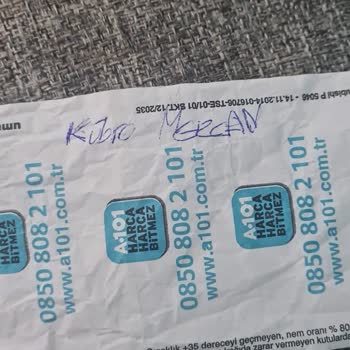 ubishi P 5046 - 14.11.2014-016706-TSE-01/01 SKT:12/2035
Kübra MERCAN
A101
HARCA
HARCA
BITMEZ
0850 808 2 101
www.a101.com.tr
A101
HARCA
HARCA
BITMEZ
0850 808 2 101
www.a101.com.tr
A101
HARCA
HARCA
BITMEZ
0850 808 2 101
www.a101.com.tr
+35 dereceyi geçmeyen, nem oranı % 80
zarar vermeyen kutularda